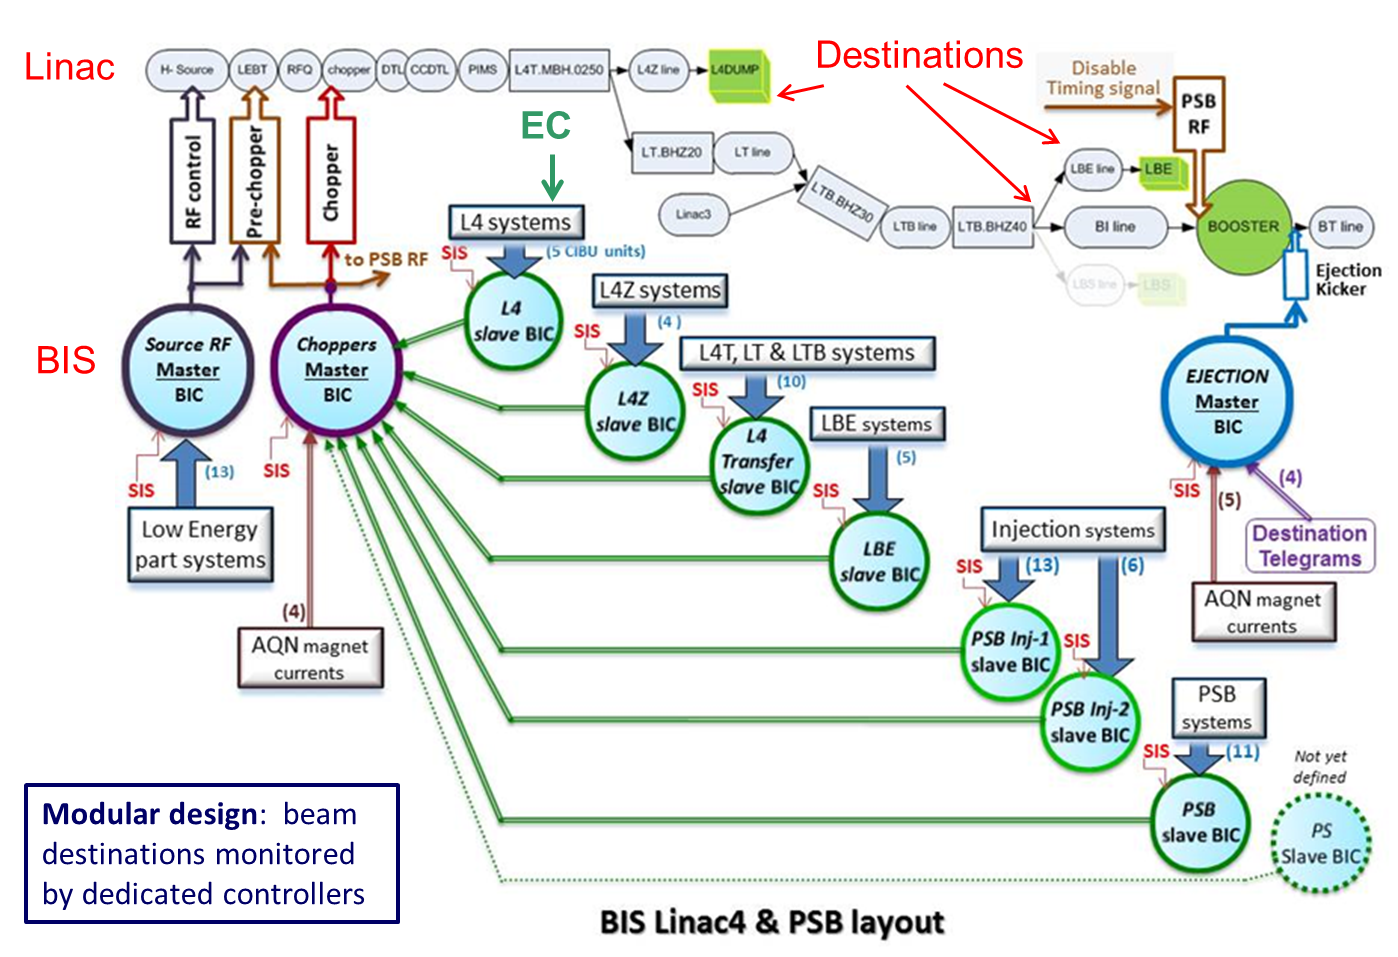 Linac
H- Source
LEBT
RFQ
chopper
DTL
CCDTL
PIMS
L4T.MBH.0250
L4Z line
L4DUMP
Destinations
Disable
Timing signal
PSB
RF
EC
RF control
Pre-chopper
Chopper
LT.BHZ20
LT line
Linac3
LTB.BHZ30
LTB line
LTB.BHZ40
LBE line
LBE
BI line
BOOSTER
BT line
LBS line
LBS
Ejection
Kicker
to PSB RF
L4 systems
SIS
(5 CIBU units)
L4
slave BIC
L4Z systems
SIS
(4 )
L4Z
slave BIC
L4T, LT & LTB systems
SIS
(10)
L4
Transfer
slave BIC
LBE systems
SIS
(5)
LBE
slave BIC
BIS
Source RF
Master
BIC
Choppers
Master
BIC
EJECTION
Master
BIC
SIS
(13)
Low Energy
part systems
SIS
(4)
AQN magnet
currents
Injection systems
SIS
(13)
(6)
PSB Inj-1
slave BIC
SIS
PSB Inj-2
slave BIC
SIS
(5)
(4)
Destination
Telegrams
AQN magnet
currents
PSB
systems
SIS
(11)
PSB
slave BIC
Not yet
defined
PS
Slave BIC
Modular design:  beam
destinations monitored
by dedicated controllers
BIS Linac4 & PSB layout